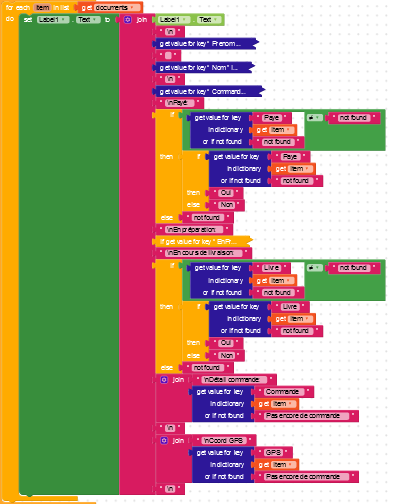 for each item in list get documents
do set Label1 . Text to join Label1 . Text
" \n "
get value for key " Prenom...
" "
get value for key " Nom" i...
" \n "
get value for key " Command...
" \nPayé: "
if get value for key " Paye " ≠ " not found "
in dictionary get item
or if not found " not found "
then if get value for key " Paye "
in dictionary get item
or if not found " not found "
then " OUI "
else " Non "
else " not found "
" \nEn préparation: "
if get value for key " EnPr...
" \nEn cours de livraison: "
if get value for key " Livre " ≠ " not found "
in dictionary get item
or if not found " not found "
then if get value for key " Livre "
in dictionary get item
or if not found " not found "
then " OUI "
else " Non "
else " not found "
join " \nDétail commande: "
get value for key " Commande "
in dictionary get item
or if not found " Pas encore de commande "
" \n "
join " \nCoord GPS "
get value for key " GPS "
in dictionary get item
or if not found " Pas encore de commande "
" \n "